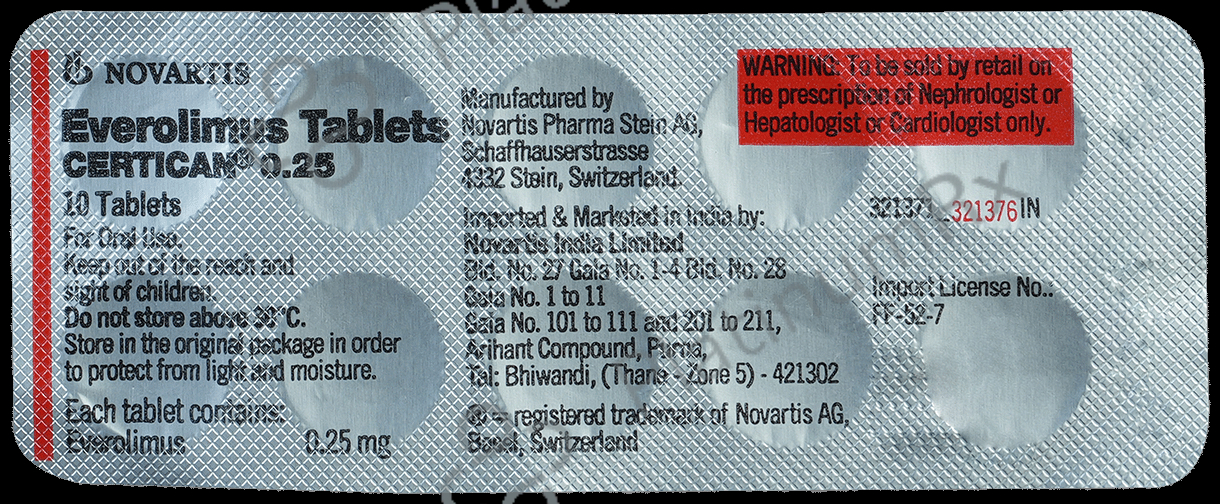 NOVARTIS
Everolimus Tablets
CERTICAN® 0.25
10 Tablets
For Oral Use.
Keep out of the reach and
sight of children.
Do not store above 30°C.
Store in the original package in order
to protect from light and moisture.
Each tablet contains:
Everolimus 0.25 mg
Manufactured by
Novartis Pharma Stein AG,
Schaffhauserstrasse
4332 Stein, Switzerland.
Imported & Marketed in India by:
Novartis India Limited
Bld. No. 27 Gala No. 1-4 Bld. No. 28
Gala No. 1 to 11
Gala No. 101 to 111 and 201 to 211,
Arihant Compound, Purna,
Tal: Bhiwandi, (Thane - Zone 5) - 421302
® = registered trademark of Novartis AG,
Basel, Switzerland
WARNING: To be sold by retail on
the prescription of Nephrologist or
Hepatologist or Cardiologist only.
321376 IN
Import License No.:
FF-52-7
PlatinumRx